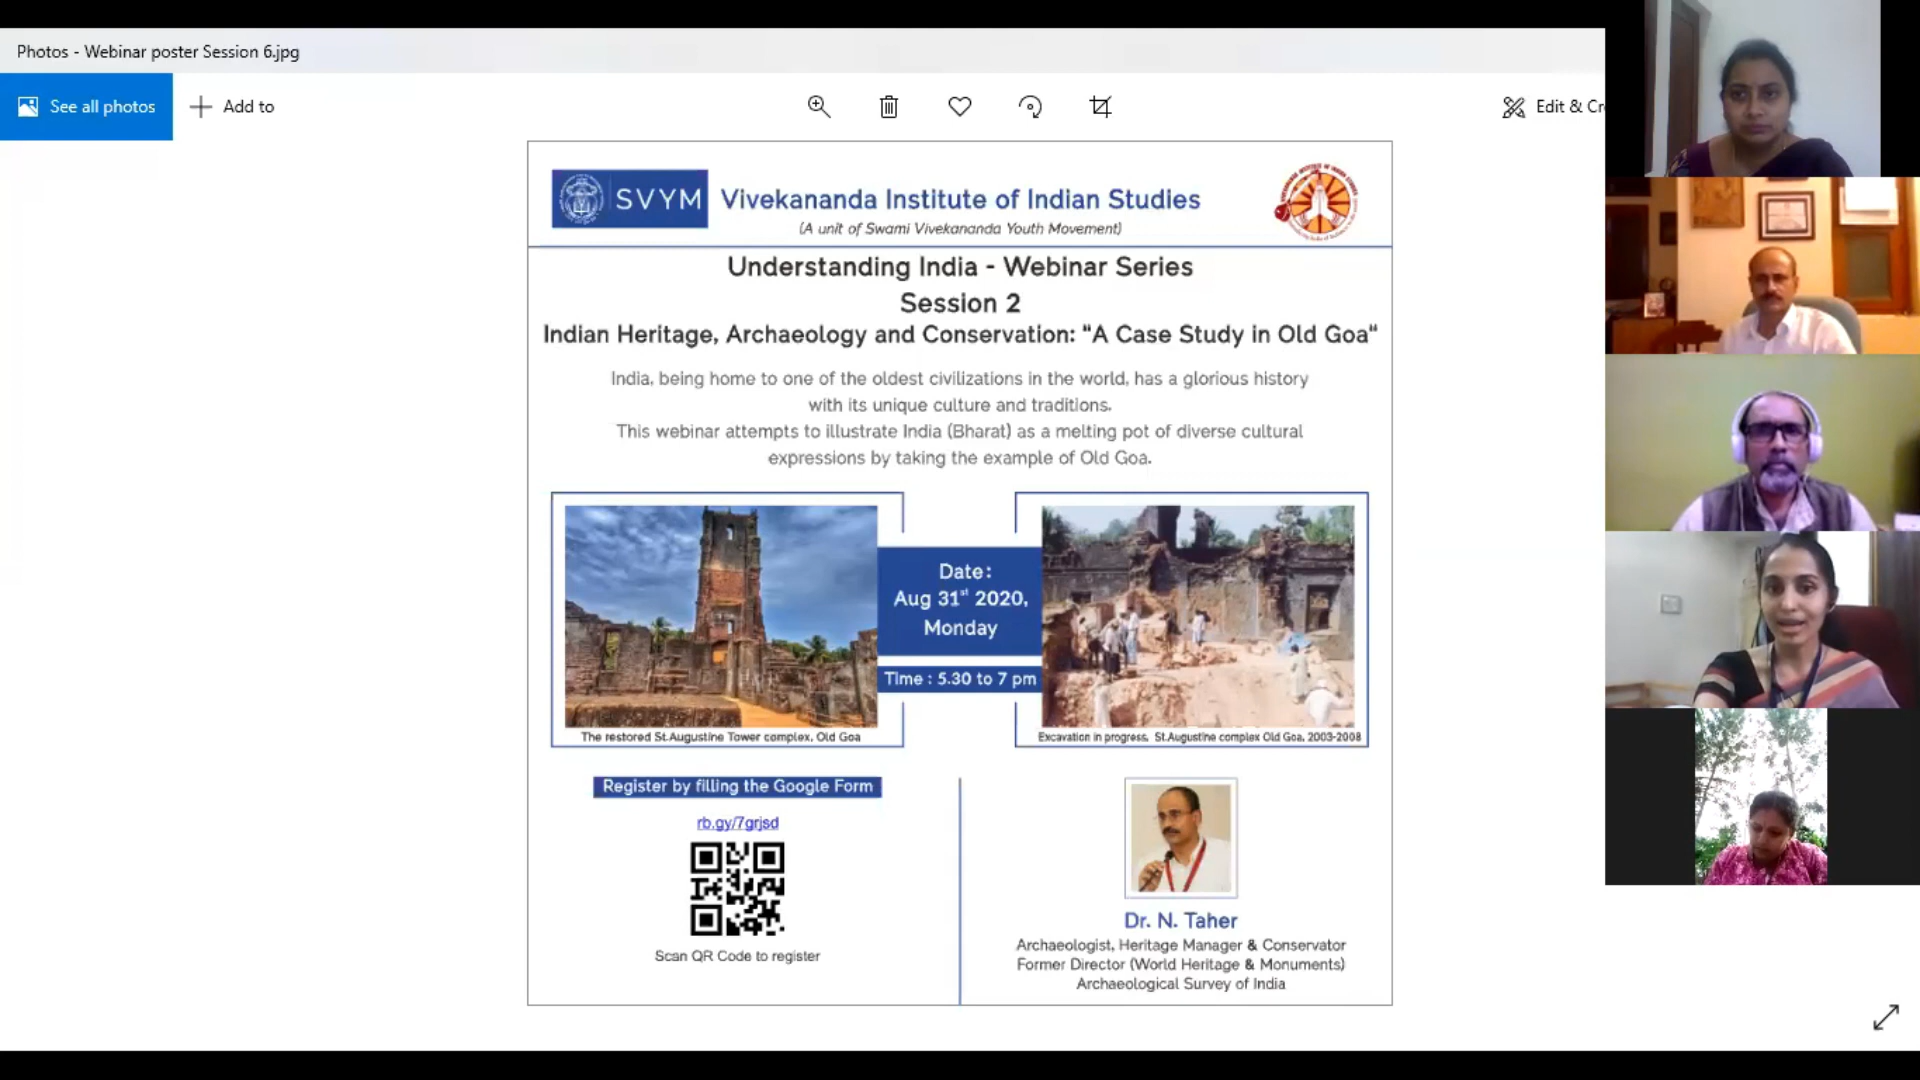 Photos - Webinar poster Session 6.jpg
See all photos
Add to
Edit & Cr
SVYM
Vivekananda Institute of Indian Studies
(A unit of Swami Vivekananda Youth Movement)
Understanding India - Webinar Series
Session 2
Indian Heritage, Archaeology and Conservation: "A Case Study in Old Goa"
India, being home to one of the oldest civilizations in the world, has a glorious history
with its unique culture and traditions.
This webinar attempts to illustrate India (Bharat) as a melting pot of diverse cultural
expressions by taking the example of Old Goa.
Date:
Aug 31st 2020,
Monday
Time : 5.30 to 7 pm
The restored St.Augustine Tower complex, Old Goa
Excavation in progress, St.Augustine complex Old Goa, 2003-2008
Register by filling the Google Form
rb.gy/7grjsd
Scan QR Code to register
Dr. N. Taher
Archaeologist, Heritage Manager & Conservator
Former Director (World Heritage & Monuments)
Archaeological Survey of India